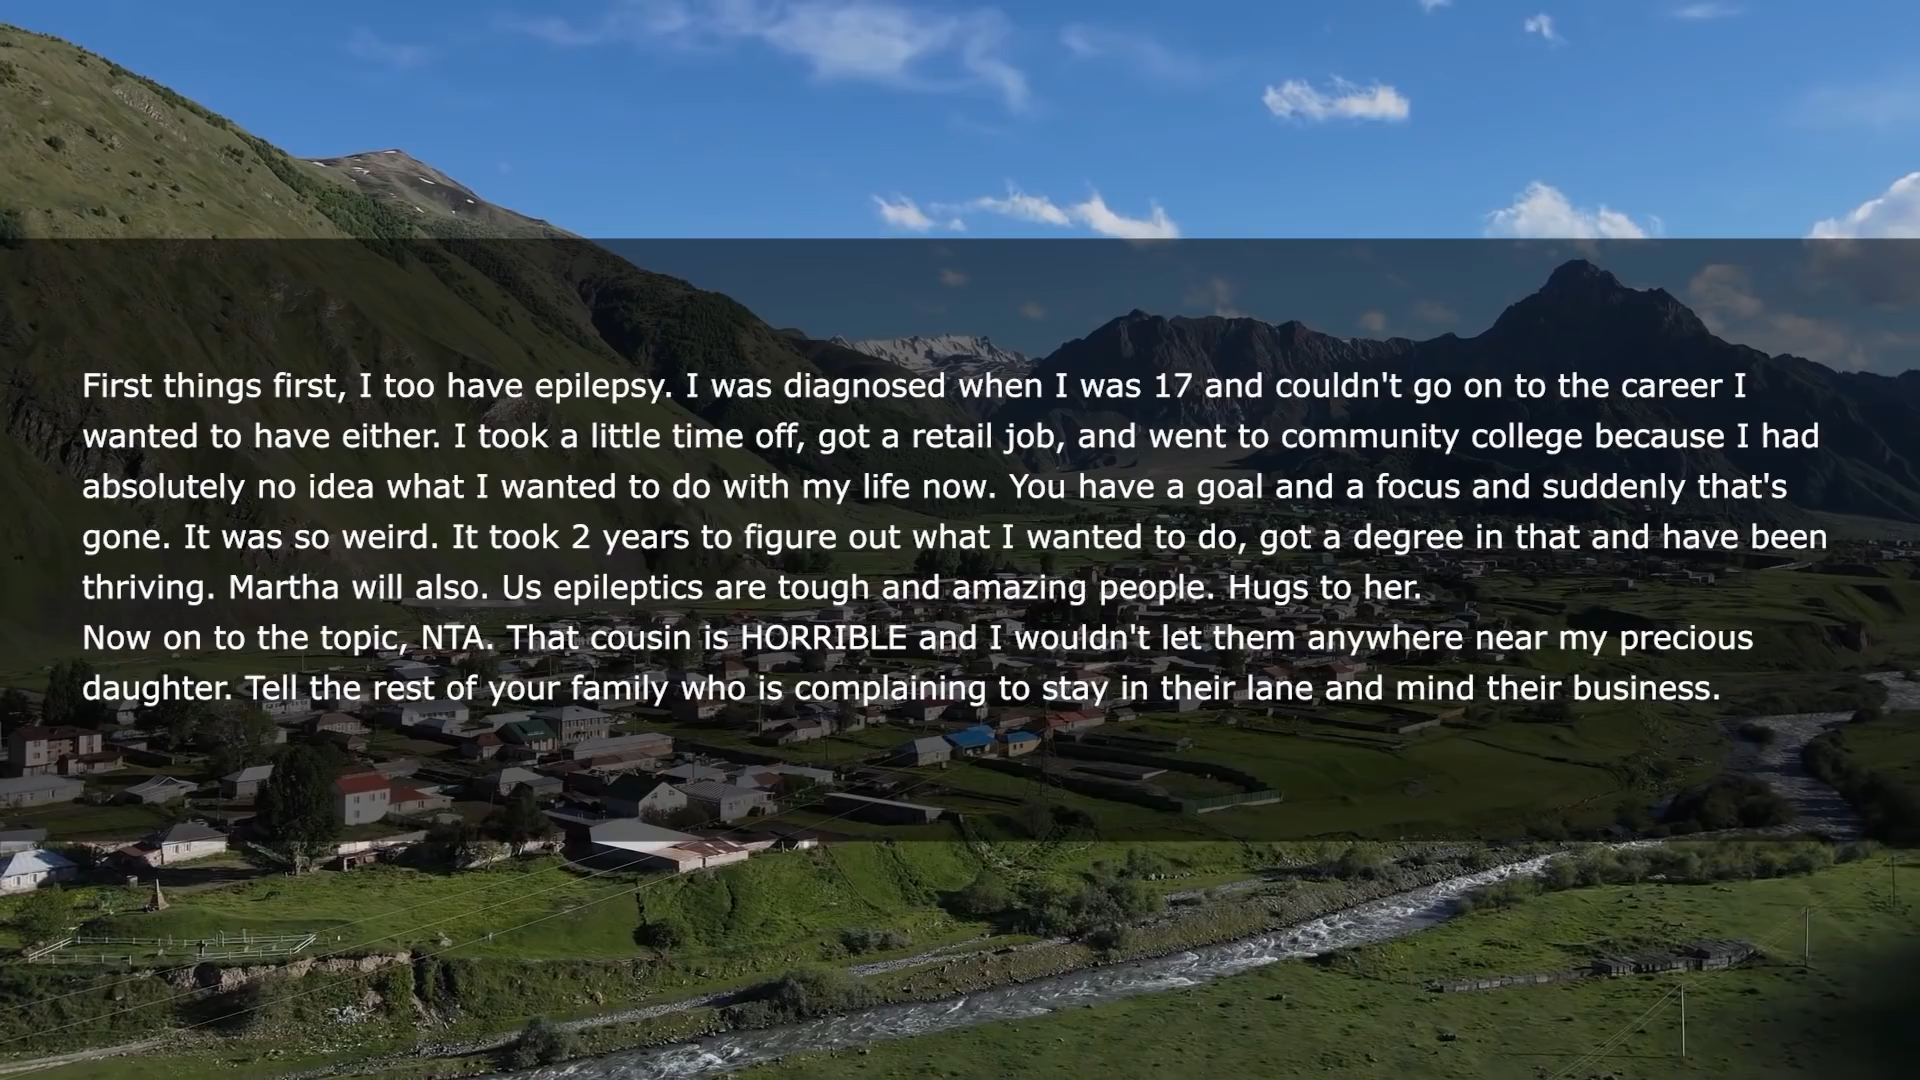 First things first, I too have epilepsy. I was diagnosed when I was 17 and couldn't go on to the career I
wanted to have either. I took a little time off, got a retail job, and went to community college because I had
absolutely no idea what I wanted to do with my life now. You have a goal and a focus and suddenly that's
gone. It was so weird. It took 2 years to figure out what I wanted to do, got a degree in that and have been
thriving. Martha will also. Us epileptics are tough and amazing people. Hugs to her.
Now on to the topic, NTA. That cousin is HORRIBLE and I wouldn't let them anywhere near my precious
daughter. Tell the rest of your family who is complaining to stay in their lane and mind their business.